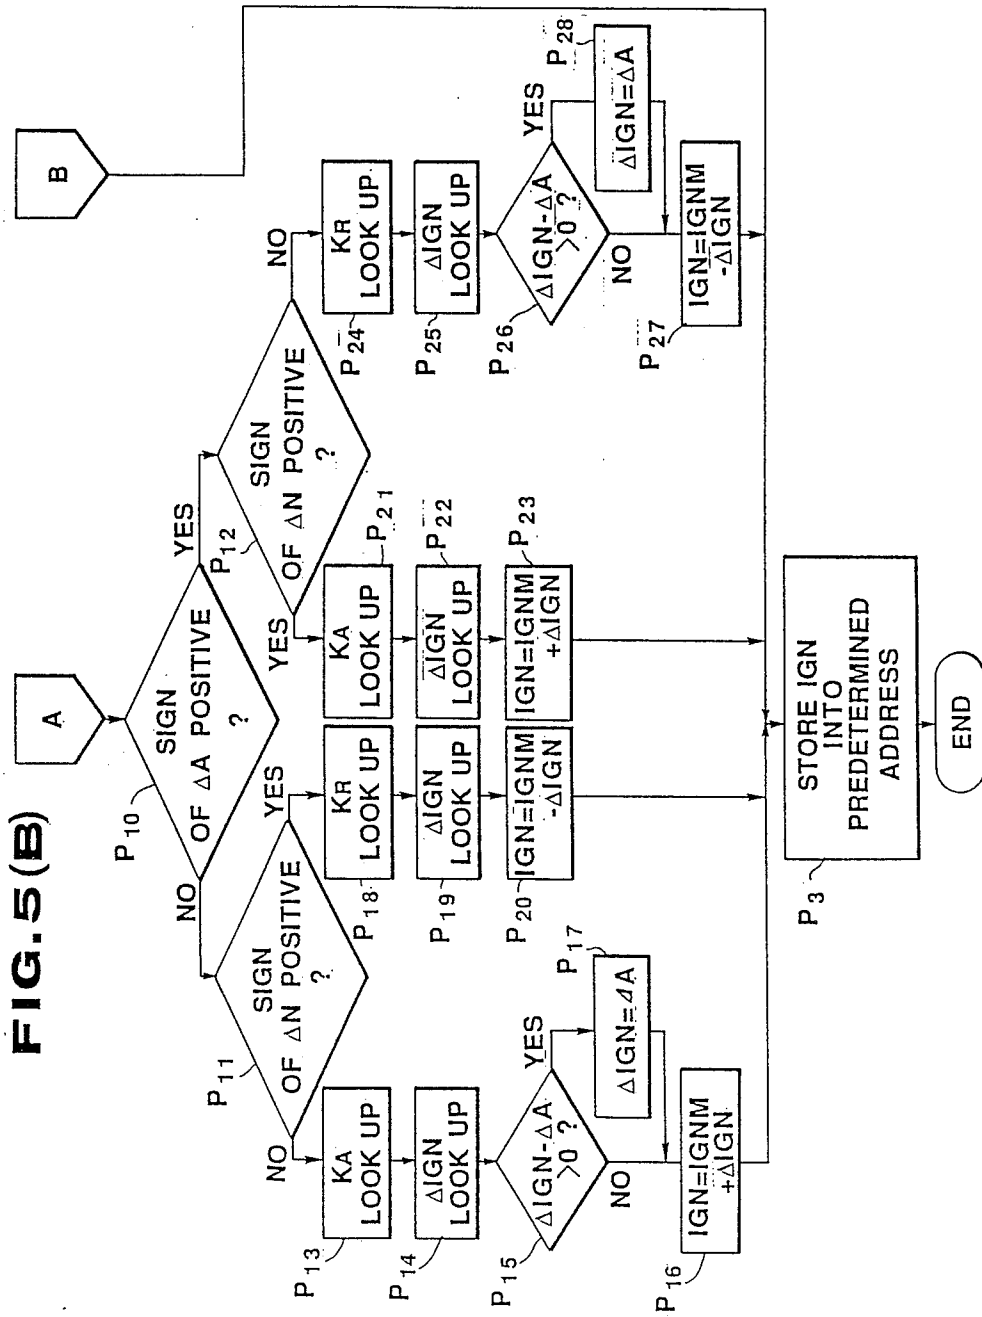 FIG.5(B)
A
B
P10
SIGN
OF ΔA POSITIVE
?
NO
YES
P11
SIGN
OF ΔN POSITIVE
?
NO
YES
P12
SIGN
OF ΔN POSITIVE
?
YES
NO
P13
KA
LOOK UP
P14
ΔIGN
LOOK UP
P15
ΔIGN-ΔA
>0 ?
YES
NO
P17
ΔIGN=ΔA
P16
IGN=IGNM
+ΔIGN
P18
KR
LOOK UP
P19
ΔIGN
LOOK UP
P20
IGN=IGNM
-ΔIGN
P21
KA
LOOK UP
P22
ΔIGN
LOOK UP
P23
IGN=IGNM
+ΔIGN
P24
KR
LOOK UP
P25
ΔIGN
LOOK UP
P26
ΔIGN-ΔA
>0 ?
YES
NO
P28
ΔIGN=ΔA
P27
IGN=IGNM
-ΔIGN
P3
STORE IGN
INTO
PREDETERMINED
ADDRESS
END